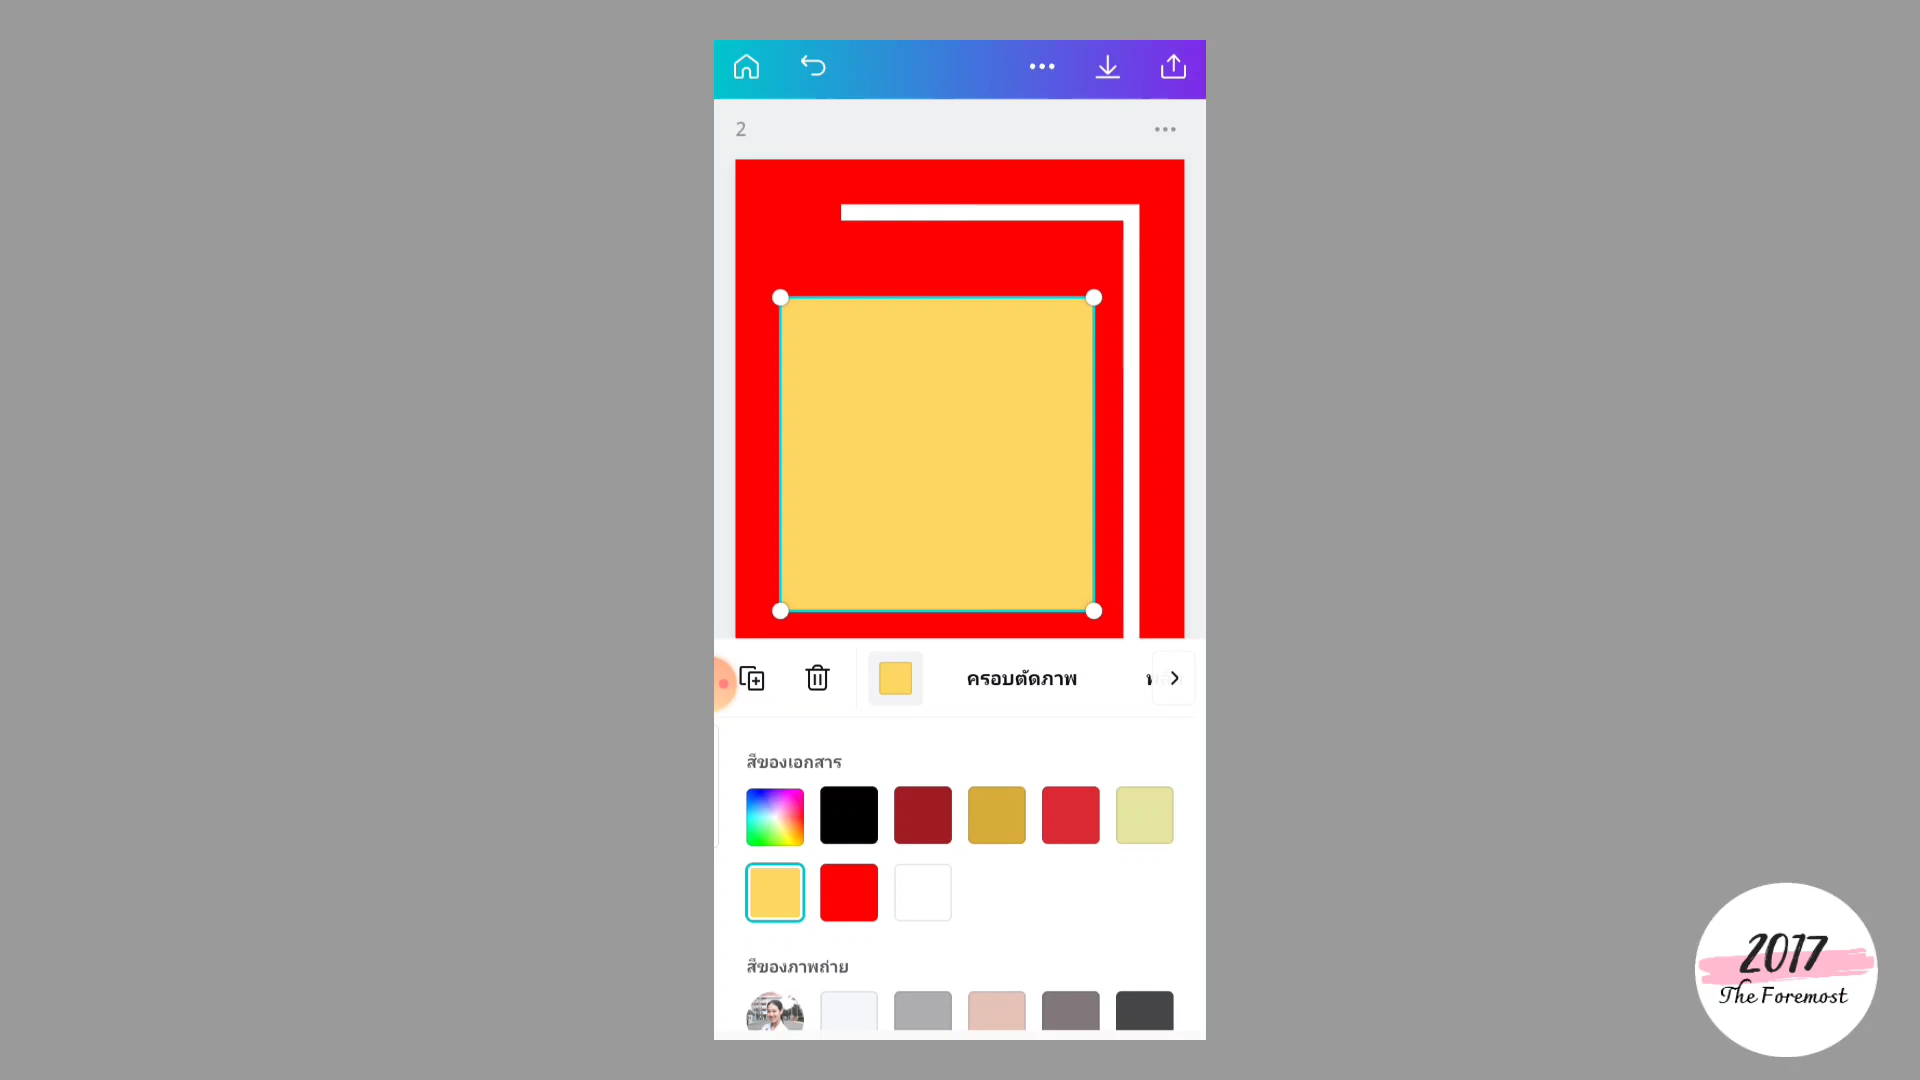 2
ครอบตัดภาพ
สีของเอกสาร
สีของภาพถ่าย
2017
The Foremost